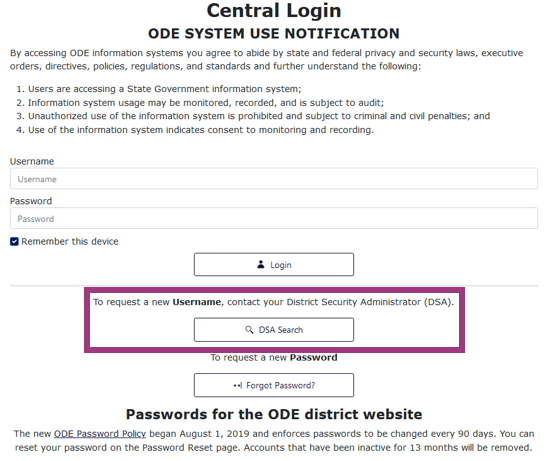 Central Login
ODE SYSTEM USE NOTIFICATION
By accessing ODE information systems you agree to abide by state and federal privacy and security laws, executive
orders, directives, policies, regulations, and standards and further understand the following:
1. Users are accessing a State Government information system;
2. Information system usage may be monitored, recorded, and is subject to audit;
3. Unauthorized use of the information system is prohibited and subject to criminal and civil penalties; and
4. Use of the information system indicates consent to monitoring and recording.
Username
Username
Password
Password
Remember this device
Login
To request a new Username, contact your District Security Administrator (DSA).
DSA Search
To request a new Password
Forgot Password?
Passwords for the ODE district website
The new ODE Password Policy began August 1, 2019 and enforces passwords to be changed every 90 days. You can
reset your password on the Password Reset page. Accounts that have been inactive for 13 months will be removed.